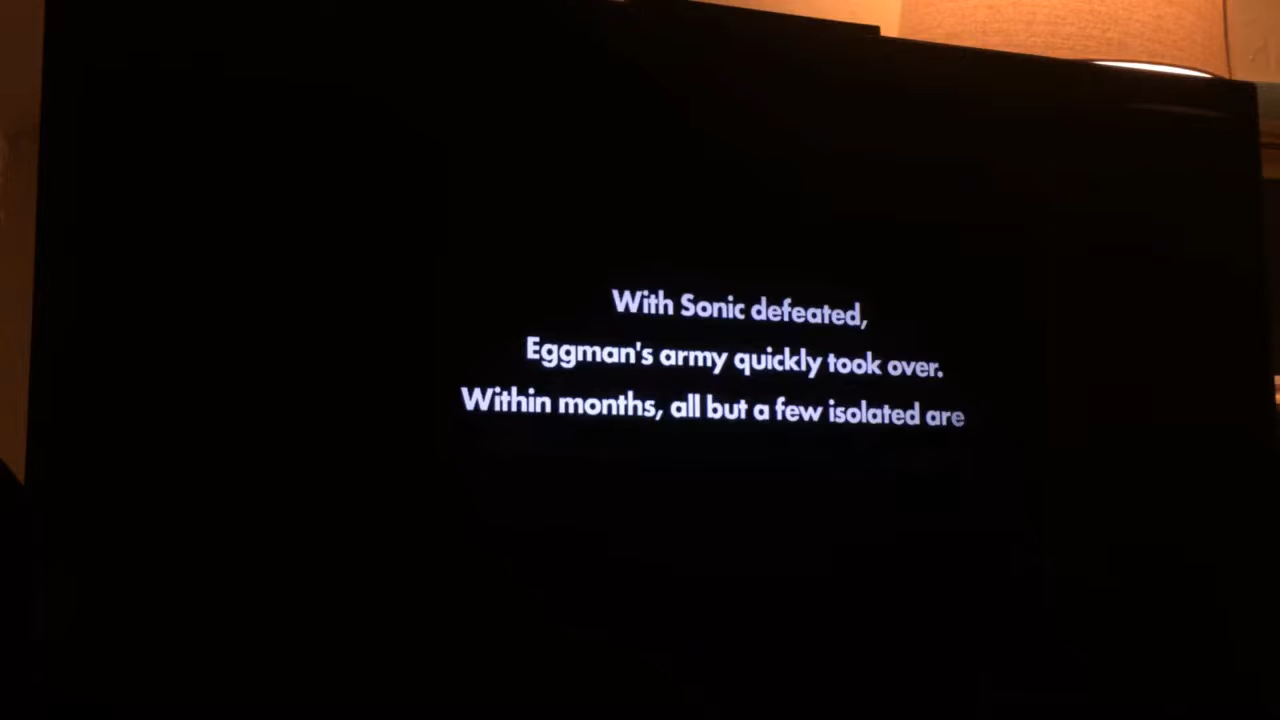 With Sonic defeated,
Eggman's army quickly took over.
Within months, all but a few isolated are